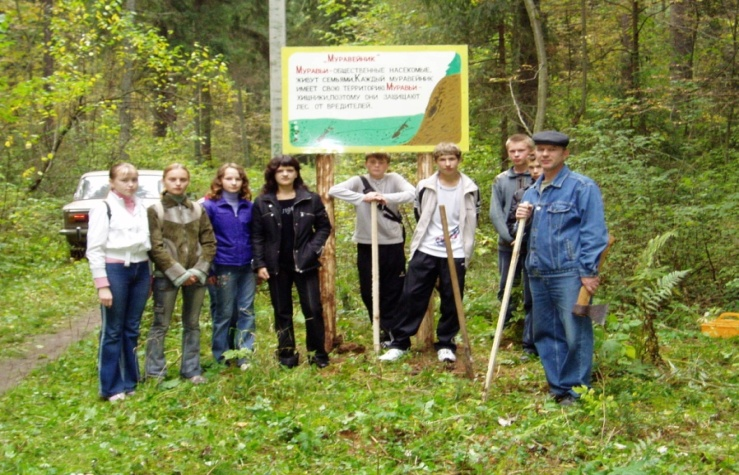 „Муравейник"
Муравьи-общественные насекомые,
живут семьями.Каждый муравейник
имеет свою территорию.Муравьи-
хищники,поэтому они защищают
лес от вредителей.